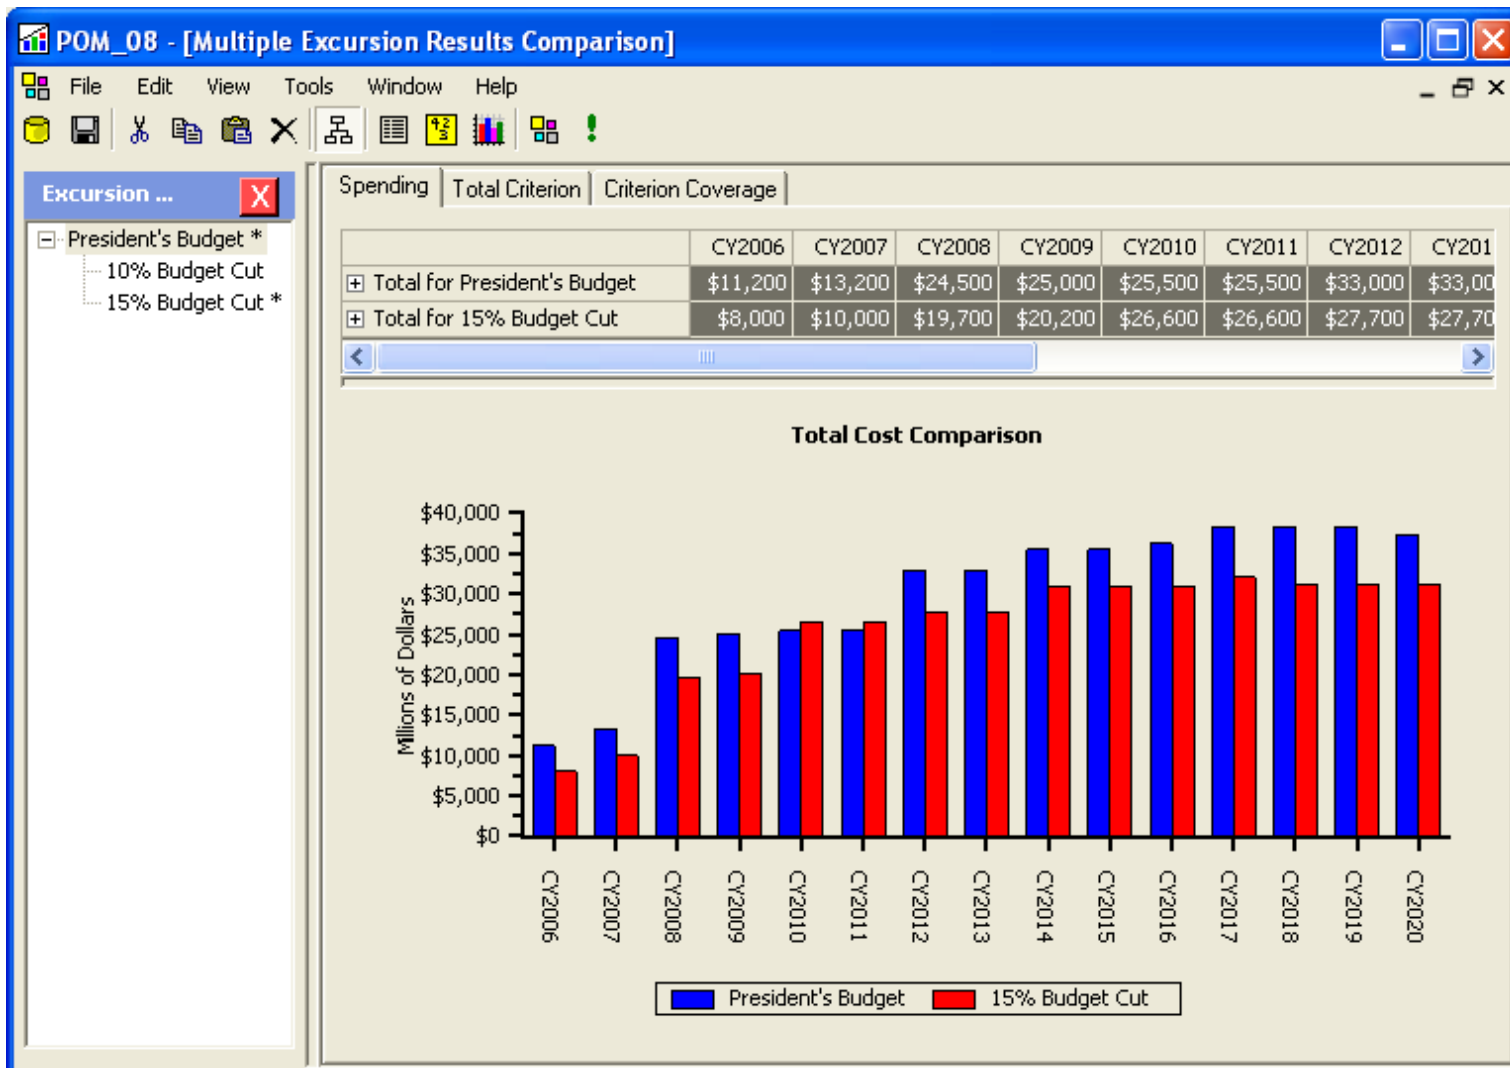 POM_08 - [Multiple Excursion Results Comparison]
File Edit View Tools Window Help
Excursion ... X
President's Budget *
10% Budget Cut
15% Budget Cut *
Spending Total Criterion Criterion Coverage
CY2006 CY2007 CY2008 CY2009 CY2010 CY2011 CY2012 CY201
Total for President's Budget $11,200 $13,200 $24,500 $25,000 $25,500 $25,500 $33,000 $33,00
Total for 15% Budget Cut $8,000 $10,000 $19,700 $20,200 $26,600 $26,600 $27,700 $27,70
Total Cost Comparison
Millions of Dollars
$40,000
$35,000
$30,000
$25,000
$20,000
$15,000
$10,000
$5,000
$0
CY2006 CY2007 CY2008 CY2009 CY2010 CY2011 CY2012 CY2013 CY2014 CY2015 CY2016 CY2017 CY2018 CY2019 CY2020
President's Budget 15% Budget Cut